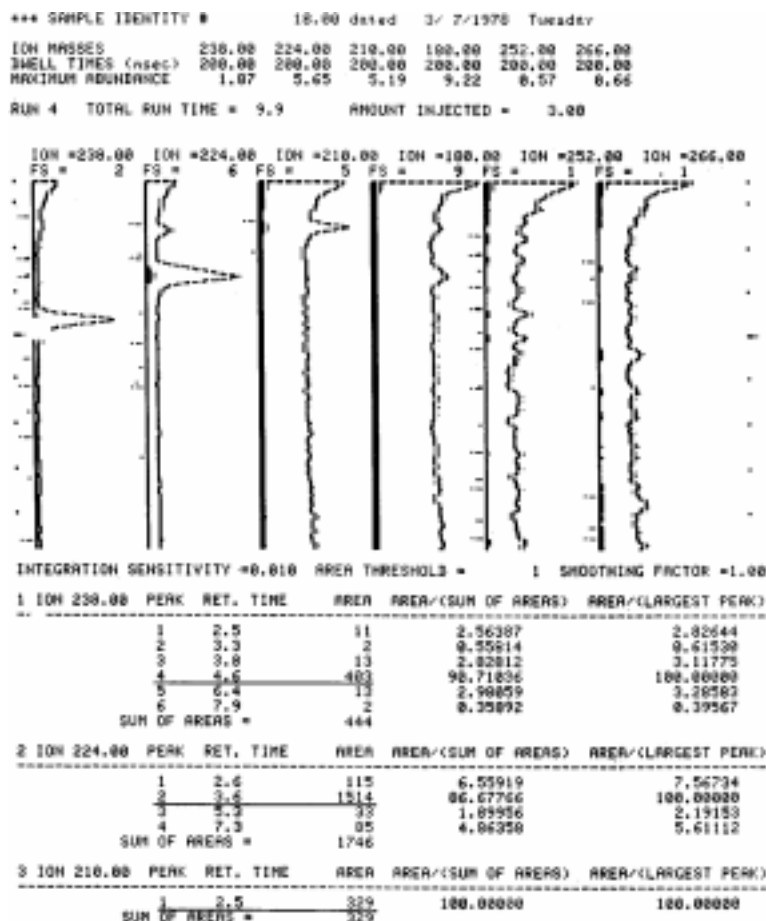 *** SAMPLE IDENTITY # 18.00 dated 3/ 7/1978 Tuesday
ION MASSES 238.00 224.00 210.00 180.00 252.00 266.00
DWELL TIMES (nsec) 200.00 200.00 200.00 200.00 200.00 200.00
MAXIMUM ABUNDANCE 1.87 5.65 5.19 9.22 0.57 0.66
RUN 4 TOTAL RUN TIME = 9.9 AMOUNT INJECTED = 3.00
ION =238.00 ION =224.00 ION =210.00 ION =180.00 ION =252.00 ION =266.00
FS = 2 FS = 6 FS = 5 FS = 9 FS = 1 FS = . 1
INTEGRATION SENSITIVITY =0.010 AREA THRESHOLD = 1 SMOOTHING FACTOR =1.00
1 ION 238.00 PEAK RET. TIME AREA AREA/(SUM OF AREAS) AREA/(LARGEST PEAK)
1 2.5 11 2.56387 2.82644
2 3.3 2 0.55814 0.61530
3 3.8 13 2.82812 3.11775
4 4.6 403 90.71036 100.00000
5 6.4 13 2.98059 3.28583
6 7.9 2 0.35892 0.39567
SUM OF AREAS = 444
2 ION 224.00 PEAK RET. TIME AREA AREA/(SUM OF AREAS) AREA/(LARGEST PEAK)
1 2.6 115 6.55919 7.56734
2 3.6 1514 86.67766 100.00000
3 5.3 33 1.89956 2.19153
4 7.3 85 4.86358 5.61112
SUM OF AREAS = 1746
3 ION 210.00 PEAK RET. TIME AREA AREA/(SUM OF AREAS) AREA/(LARGEST PEAK)
1 2.5 329 100.00000 100.00000
SUM OF AREAS = 329